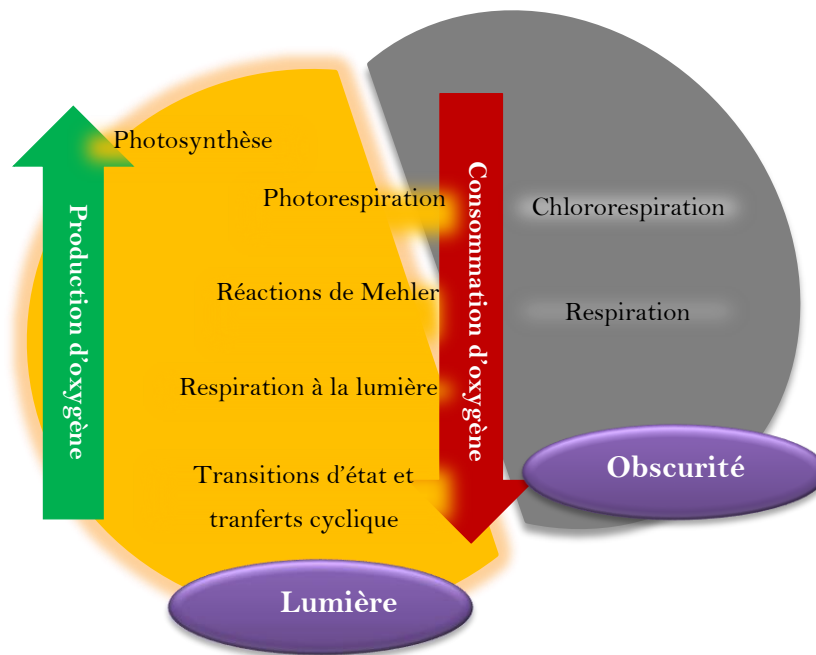 Photosynthèse
Production d'oxygène
Photorespiration
Réactions de Mehler
Respiration à la lumière
Transitions d'état et
tranferts cyclique
Consommation d'oxygène
Chlororespiration
Respiration
Obscurité
Lumière